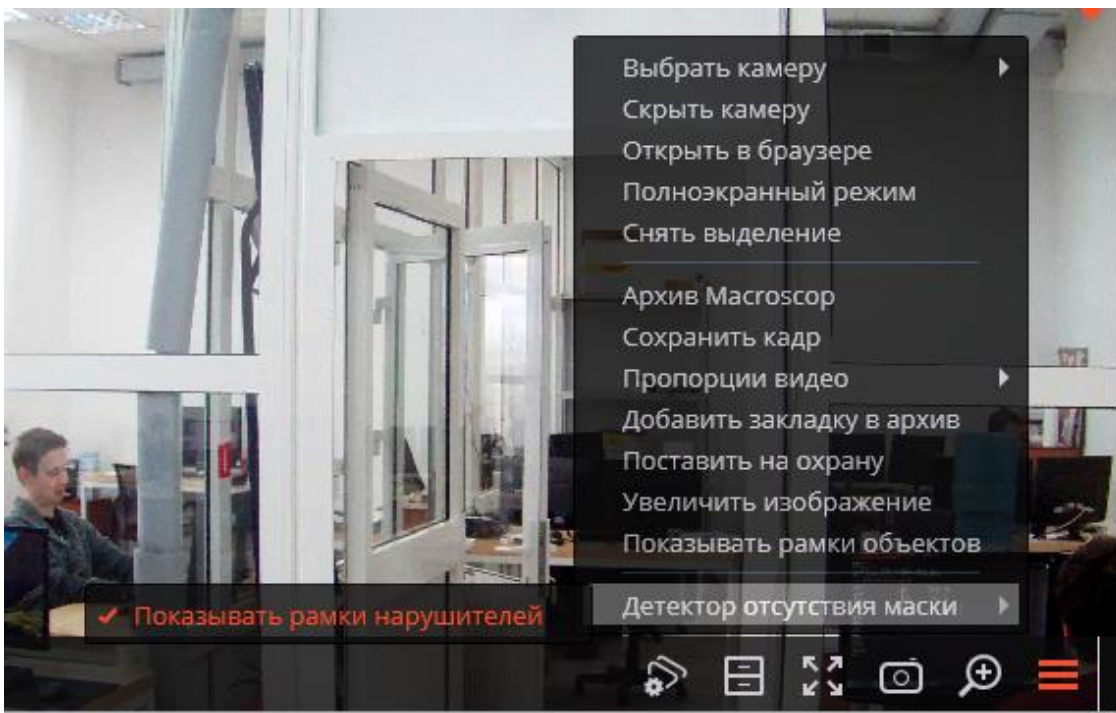 Выбрать камеру
Скрыть камеру
Открыть в браузере
Полноэкранный режим
Снять выделение
Архив Macroscop
Сохранить кадр
Пропорции видео
Добавить закладку в архив
Поставить на охрану
Увеличить изображение
Показывать рамки объектов
Детектор отсутствия маски
Показывать рамки нарушителей